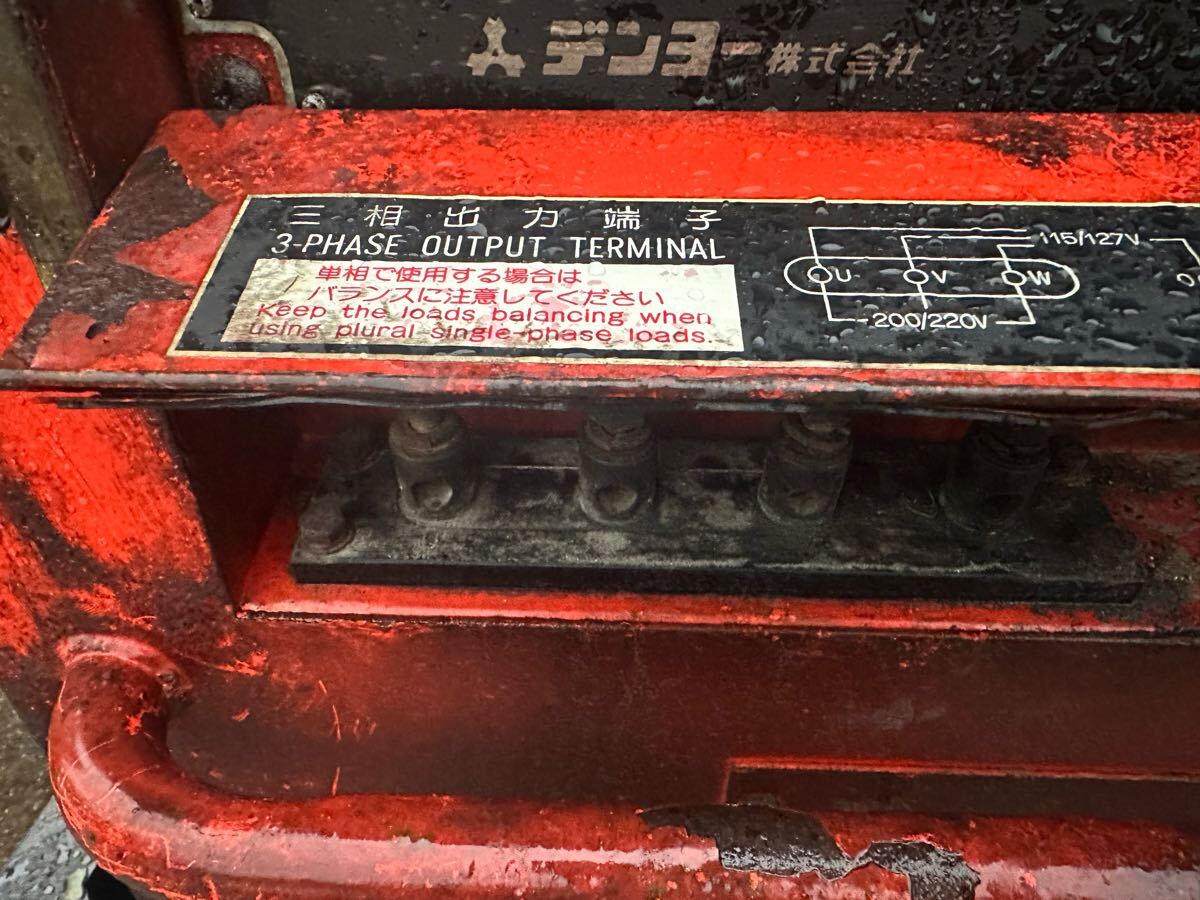 デンヨー株式会社
三相出力端子
3-PHASE OUTPUT TERMINAL
単相で使用する場合は
バランスに注意してください
Keep the loads balancing when
using plural single-phase loads.
115/127V
U V W O
200/220V